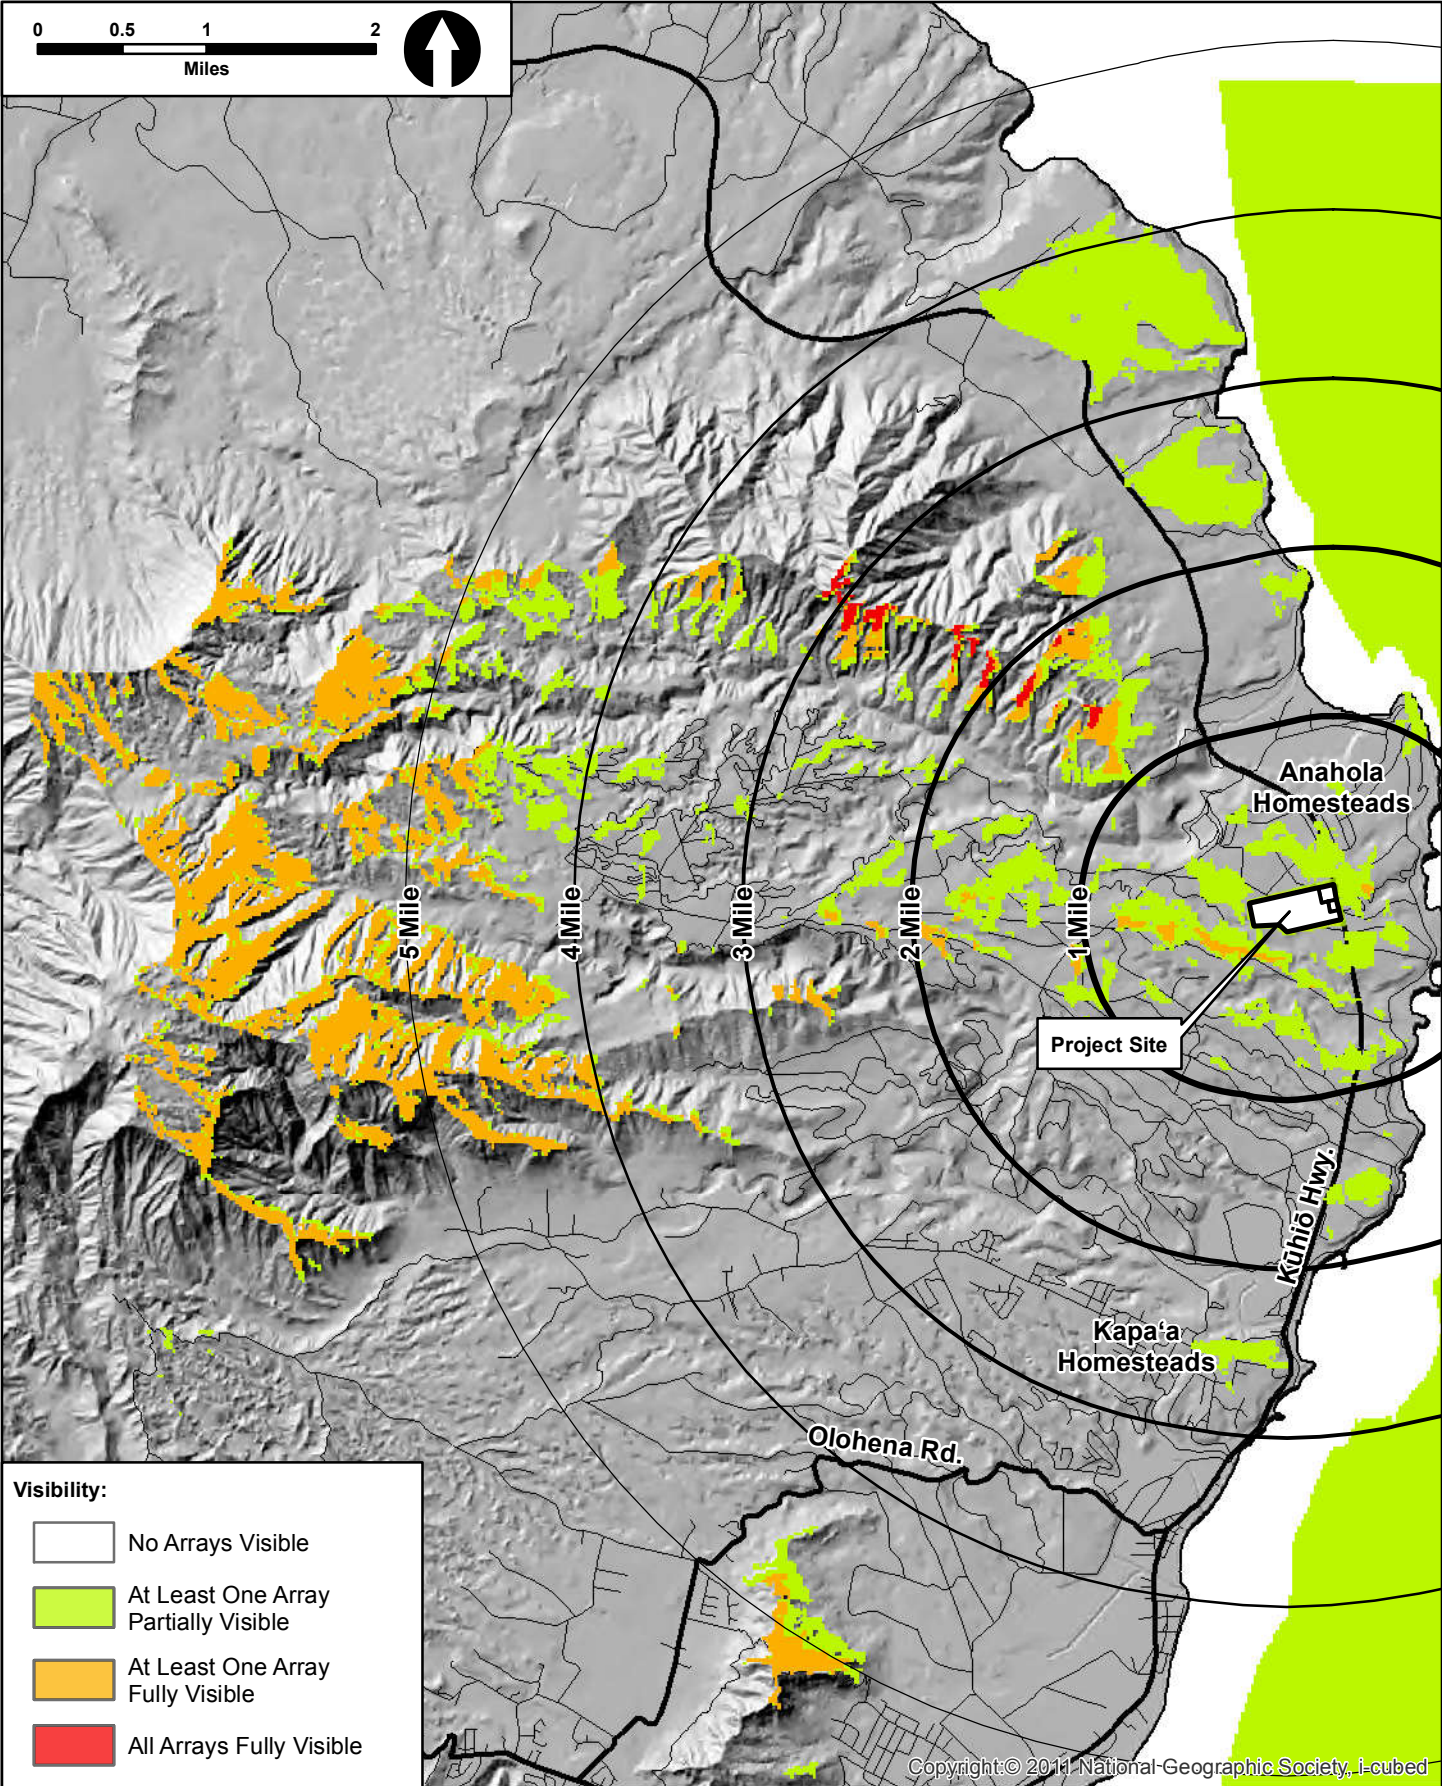 0 0.5 1 2
Miles
Anahola
Homesteads
5 Mile
4 Mile
3 Mile
2 Mile
1 Mile
Project Site
Kūhiō Hwy.
Kapaʻa
Homesteads
Olohena Rd.
Visibility:
No Arrays Visible
At Least One Array
Partially Visible
At Least One Array
Fully Visible
All Arrays Fully Visible
Copyright:© 2011 National Geographic Society, i-cubed